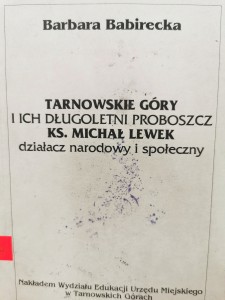 Barbara Babirecka
TARNOWSKIE GÓRY
I ICH DŁUGOLETNI PROBOSZCZ
KS. MICHAŁ LEWEK
działacz narodowy i społeczny
Nakładem Wydziału Edukacji Urzędu Miejskiego
w Tarnowskich Górach